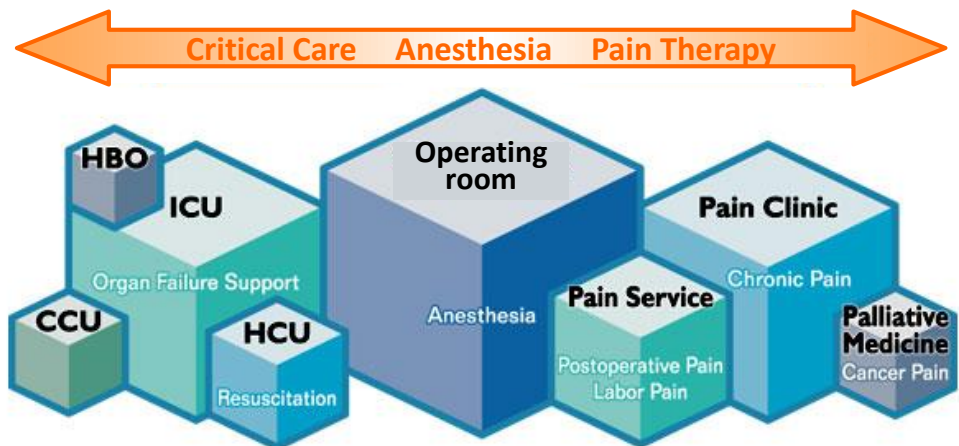 Critical Care Anesthesia Pain Therapy
HBO
ICU
Organ Failure Support
CCU
HCU
Resuscitation
Operating
room
Anesthesia
Pain Service
Postoperative Pain
Labor Pain
Pain Clinic
Chronic Pain
Palliative
Medicine
Cancer Pain